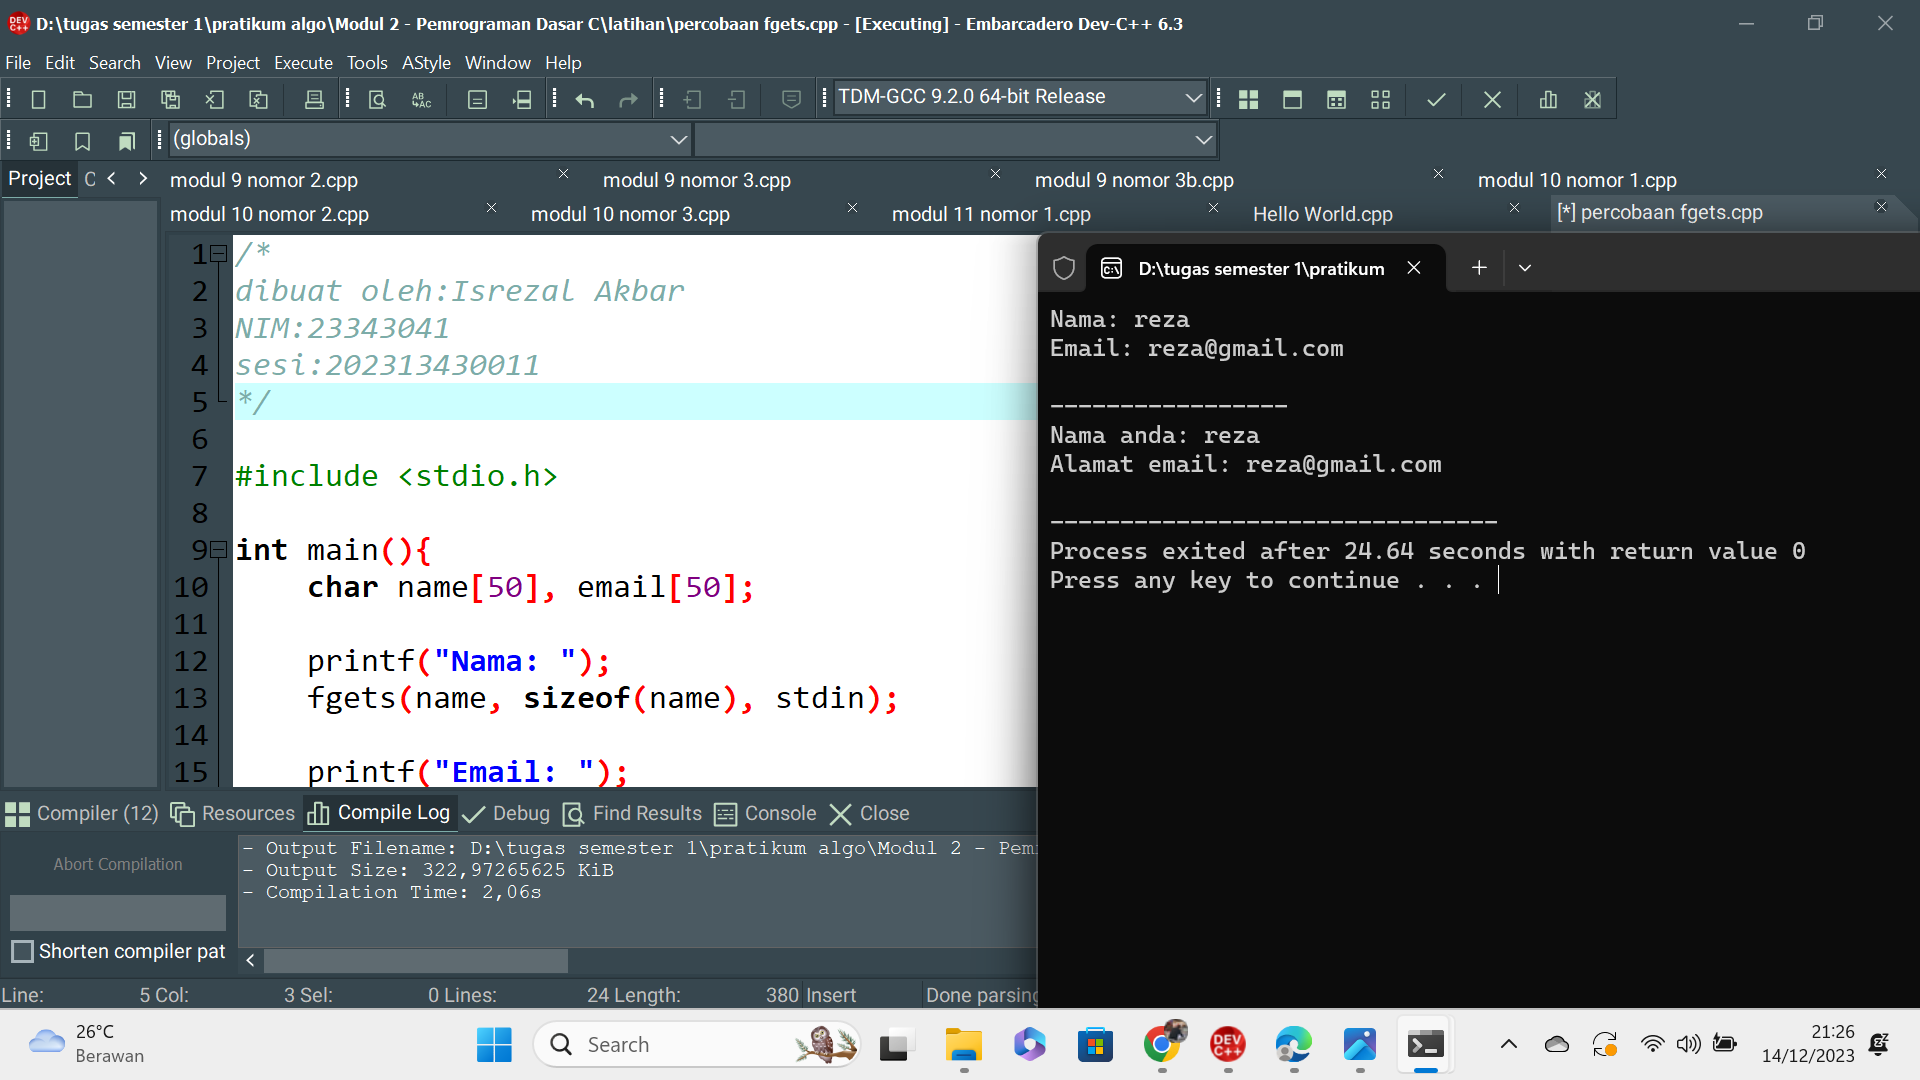 D:\tugas semester 1\pratikum algo\Modul 2 - Pemrograman Dasar C\latihan\percobaan fgets.cpp - [Executing] - Embarcadero Dev-C++ 6.3
File Edit Search View Project Execute Tools AStyle Window Help
TDM-GCC 9.2.0 64-bit Release
(globals)
Project
modul 9 nomor 2.cpp
modul 9 nomor 3.cpp
modul 9 nomor 3b.cpp
modul 10 nomor 1.cpp
modul 10 nomor 2.cpp
modul 10 nomor 3.cpp
modul 11 nomor 1.cpp
Hello World.cpp
[*] percobaan fgets.cpp
1 /*
2 dibuat oleh:Isrezal Akbar
3 NIM:23343041
4 sesi:202313430011
5 */
6
7 #include <stdio.h>
8
9 int main(){
10 char name[50], email[50];
11
12 printf("Nama: ");
13 fgets(name, sizeof(name), stdin);
14
15 printf("Email: ");
D:\tugas semester 1\pratikum
Nama: reza
Email: reza@gmail.com
-----------------
Nama anda: reza
Alamat email: reza@gmail.com
--------------------------------
Process exited after 24.64 seconds with return value 0
Press any key to continue . . .
Compiler (12) Resources Compile Log Debug Find Results Console Close
Abort Compilation
Shorten compiler pat
- Output Filename: D:\tugas semester 1\pratikum algo\Modul 2 - Pem
- Output Size: 322,97265625 KiB
- Compilation Time: 2,06s
Line: 5 Col: 3 Sel: 0 Lines: 24 Length: 380 Insert Done parsing
26°C
Berawan
Search
DEV C++
21:26
14/12/2023